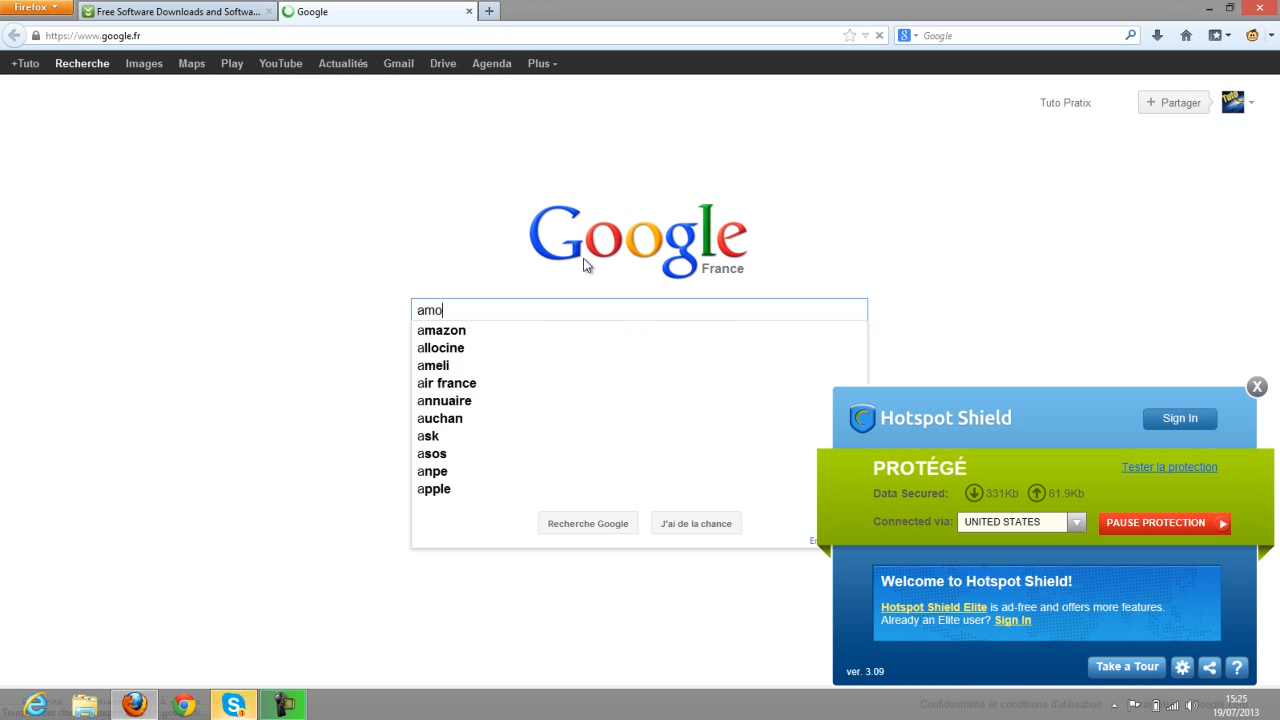 Firefox
Free Software Downloads and Softwa...
Google
https://www.google.fr
Google
+Tuto Recherche Images Maps Play YouTube Actualités Gmail Drive Agenda Plus
Tuto Pratix
+ Partager
Google
France
amo
amazon
allocine
ameli
air france
annuaire
auchan
ask
asos
anpe
apple
Recherche Google
J'ai de la chance
Hotspot Shield
Sign In
PROTÉGÉ
Tester la protection
Data Secured: 331Kb 81.9Kb
Connected via: UNITED STATES
PAUSE PROTECTION
Welcome to Hotspot Shield!
Hotspot Shield Elite is ad-free and offers more features.
Already an Elite user? Sign In
ver. 3.09
Take a Tour
?
Confidentialité et conditions d'utilisation
15:25
19/07/2013